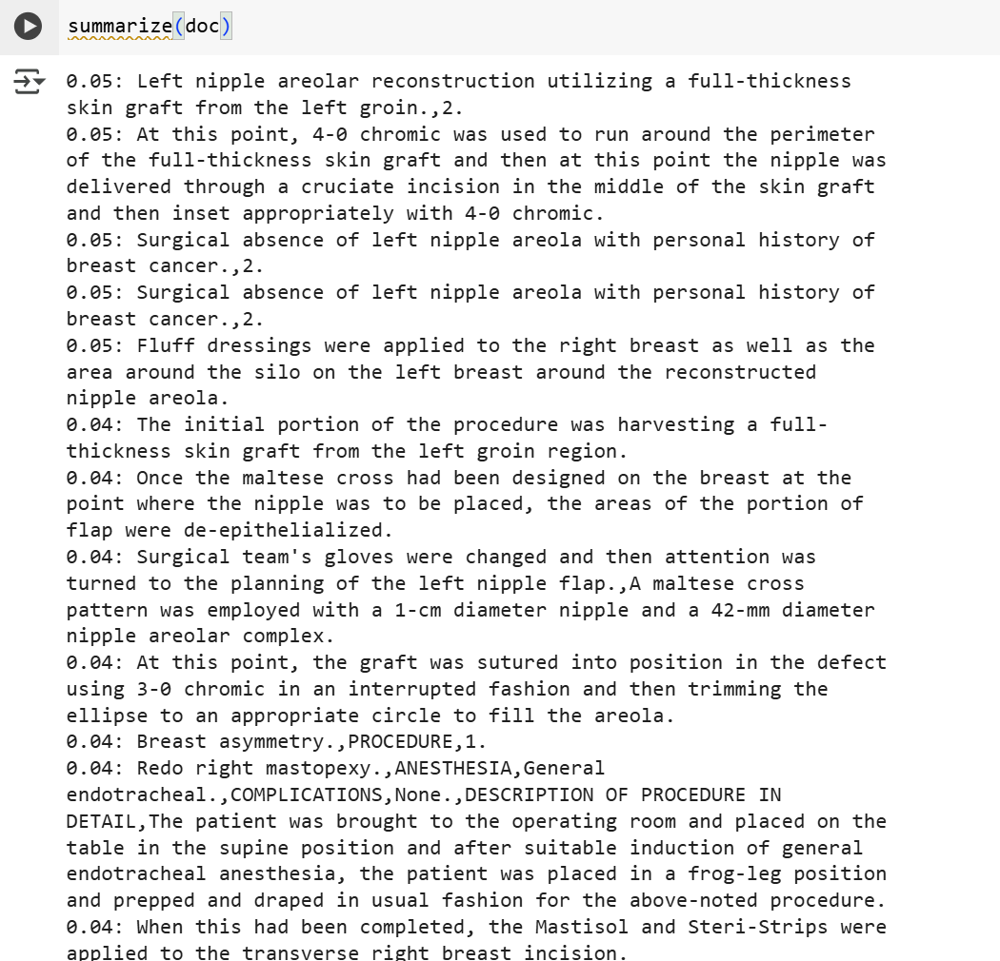 summarize(doc)
0.05: Left nipple areolar reconstruction utilizing a full-thickness
skin graft from the left groin.,2.
0.05: At this point, 4-0 chromic was used to run around the perimeter
of the full-thickness skin graft and then at this point the nipple was
delivered through a cruciate incision in the middle of the skin graft
and then inset appropriately with 4-0 chromic.
0.05: Surgical absence of left nipple areola with personal history of
breast cancer.,2.
0.05: Surgical absence of left nipple areola with personal history of
breast cancer.,2.
0.05: Fluff dressings were applied to the right breast as well as the
area around the silo on the left breast around the reconstructed
nipple areola.
0.04: The initial portion of the procedure was harvesting a full-
thickness skin graft from the left groin region.
0.04: Once the maltese cross had been designed on the breast at the
point where the nipple was to be placed, the areas of the portion of
flap were de-epithelialized.
0.04: Surgical team's gloves were changed and then attention was
turned to the planning of the left nipple flap.,A maltese cross
pattern was employed with a 1-cm diameter nipple and a 42-mm diameter
nipple areolar complex.
0.04: At this point, the graft was sutured into position in the defect
using 3-0 chromic in an interrupted fashion and then trimming the
ellipse to an appropriate circle to fill the areola.
0.04: Breast asymmetry.,PROCEDURE,1.
0.04: Redo right mastopexy.,ANESTHESIA,General
endotracheal.,COMPLICATIONS,None.,DESCRIPTION OF PROCEDURE IN
DETAIL,The patient was brought to the operating room and placed on the
table in the supine position and after suitable induction of general
endotracheal anesthesia, the patient was placed in a frog-leg position
and prepped and draped in usual fashion for the above-noted procedure.
0.04: When this had been completed, the Mastisol and Steri-Strips were
applied to the transverse right breast incision.